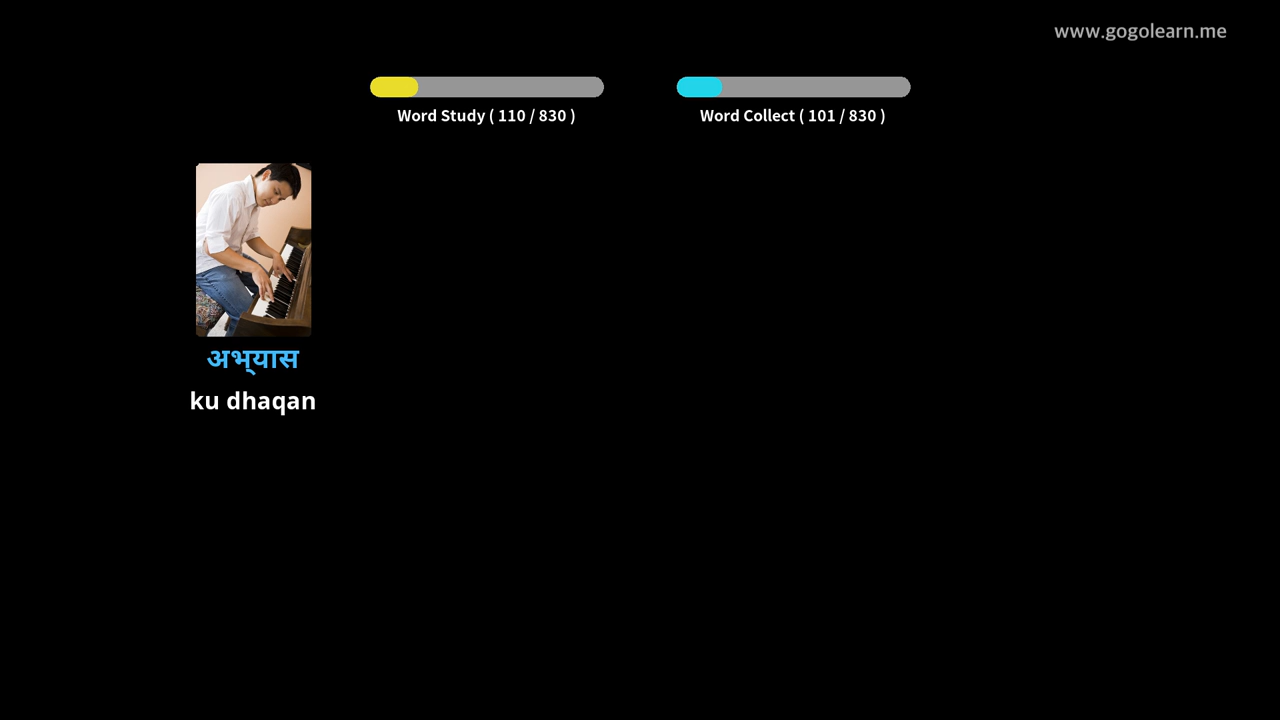 www.gogolearn.me
Word Study ( 110 / 830 )
Word Collect ( 101 / 830 )
अभ्यास
ku dhaqan